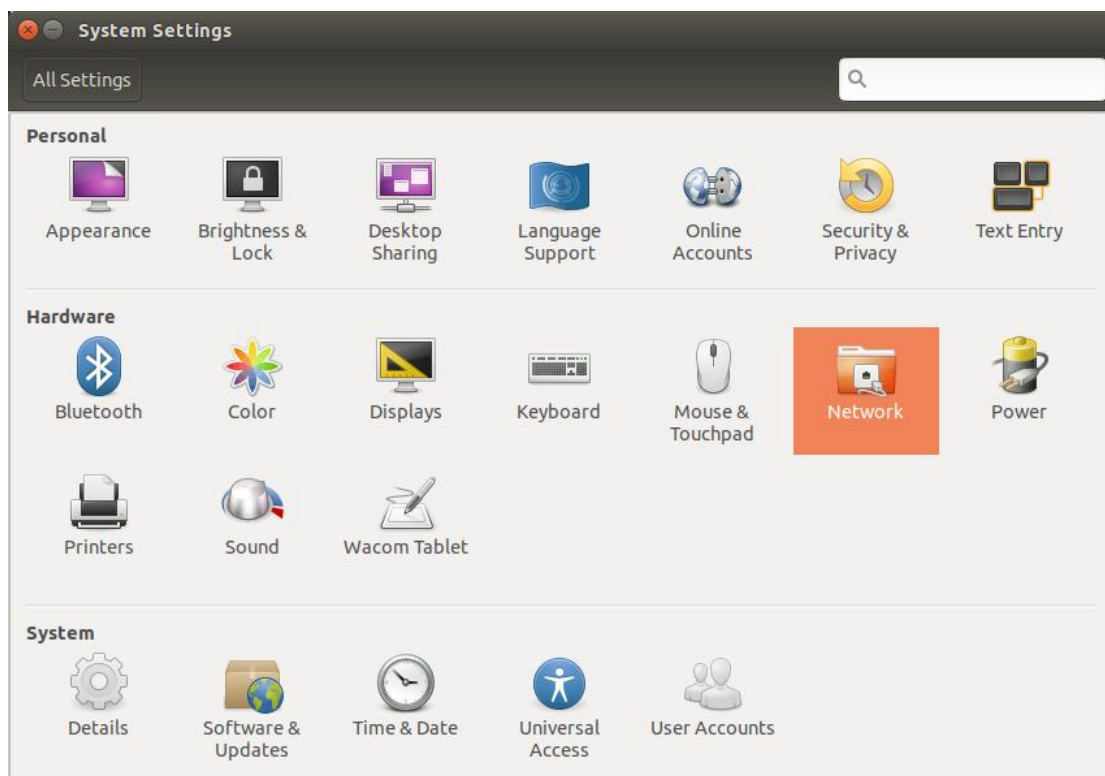 System Settings
All Settings
Personal
Appearance
Brightness &
Lock
Desktop
Sharing
Language
Support
Online
Accounts
Security &
Privacy
Text Entry
Hardware
Bluetooth
Color
Displays
Keyboard
Mouse &
Touchpad
Network
Power
Printers
Sound
Wacom Tablet
System
Details
Software &
Updates
Time & Date
Universal
Access
User Accounts